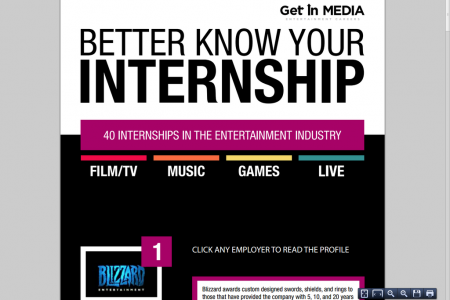 Get in MEDIA
ENTERTAINMENT CAREERS
BETTER KNOW YOUR
INTERNSHIP
40 INTERNSHIPS IN THE ENTERTAINMENT INDUSTRY
FILM/TV MUSIC GAMES LIVE
1
CLICK ANY EMPLOYER TO READ THE PROFILE
BLIZZARD
ENTERTAINMENT
Blizzard awards custom designed swords, shields, and rings to
those that have provided the company with 5, 10, and 20 years